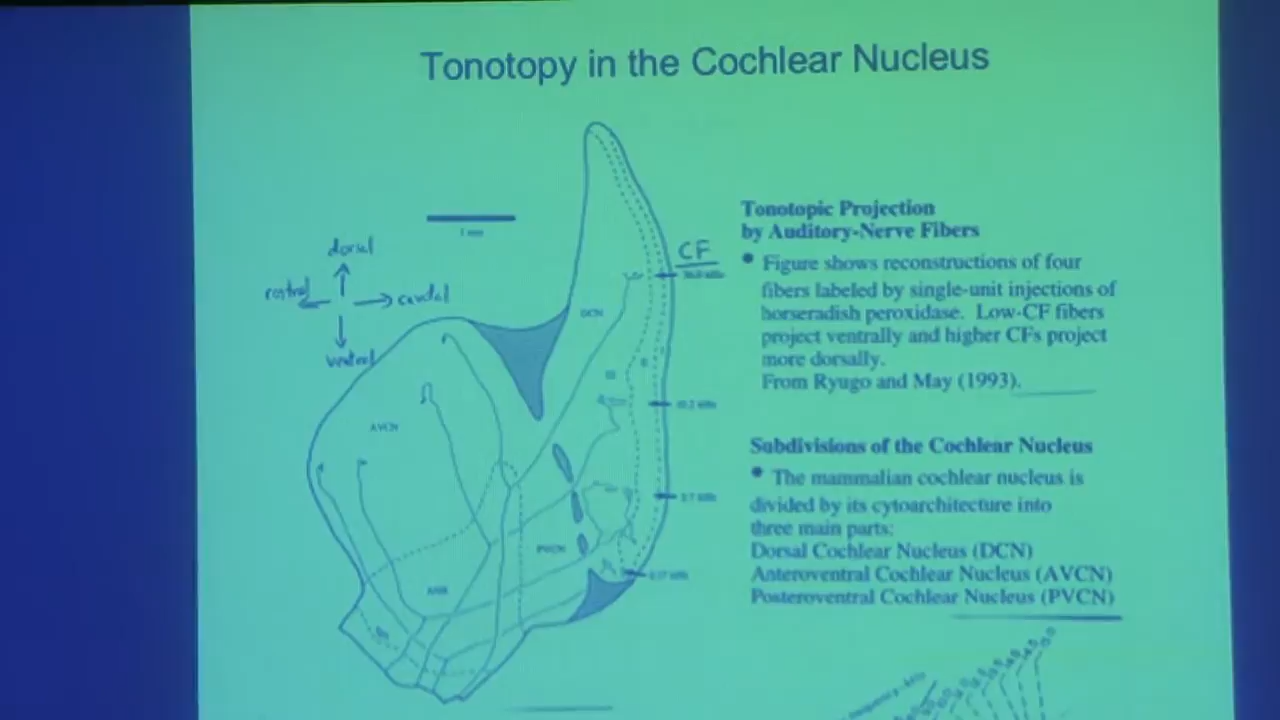 Tonotopy in the Cochlear Nucleus
1 mm
dorsal
rostral
caudal
ventral
CF
DCN
AVCN
PVCN
Tonotopic Projection
by Auditory-Nerve Fibers
• Figure shows reconstructions of four
fibers labeled by single-unit injections of
horseradish peroxidase. Low-CF fibers
project ventrally and higher CFs project
more dorsally.
From Ryugo and May (1993).
Subdivisions of the Cochlear Nucleus
• The mammalian cochlear nucleus is
divided by its cytoarchitecture into
three main parts:
Dorsal Cochlear Nucleus (DCN)
Anteroventral Cochlear Nucleus (AVCN)
Posteroventral Cochlear Nucleus (PVCN)